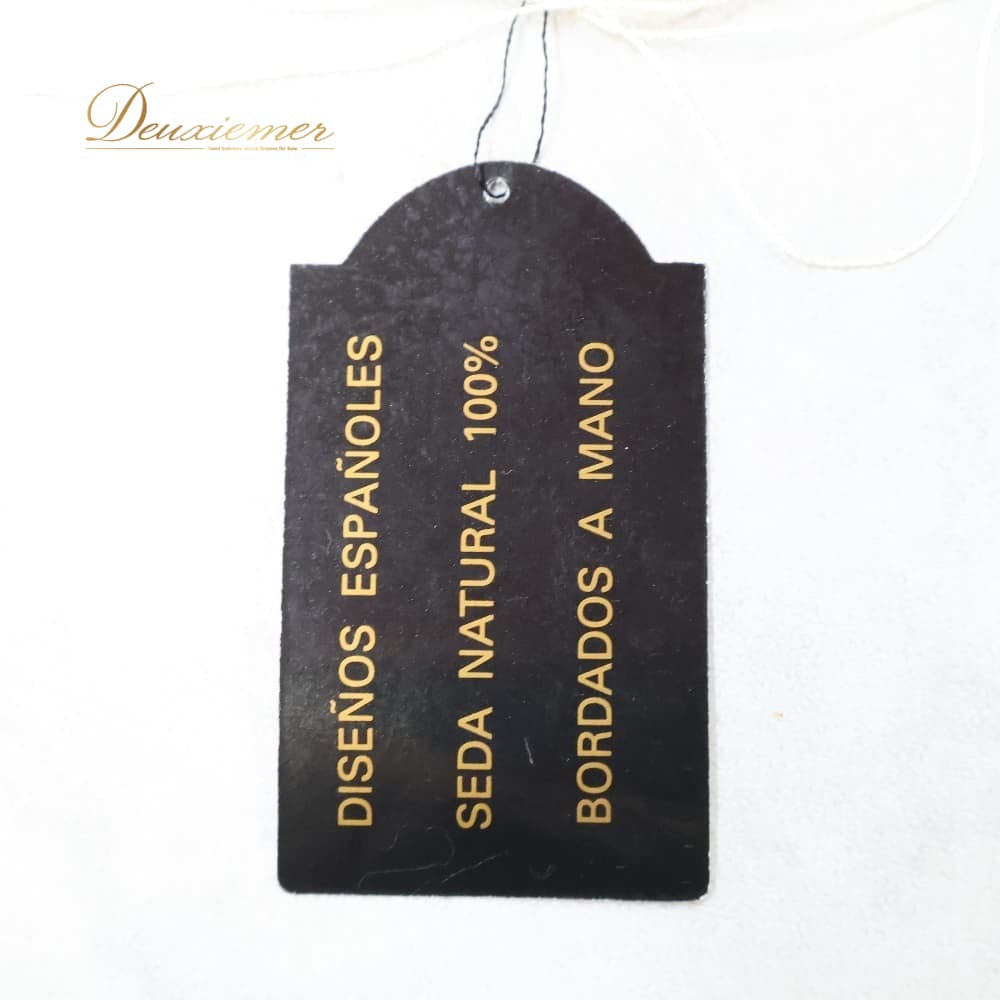 Deuxiemer
DISEÑOS ESPAÑOLES
SEDA NATURAL 100%
BORDADOS A MANO